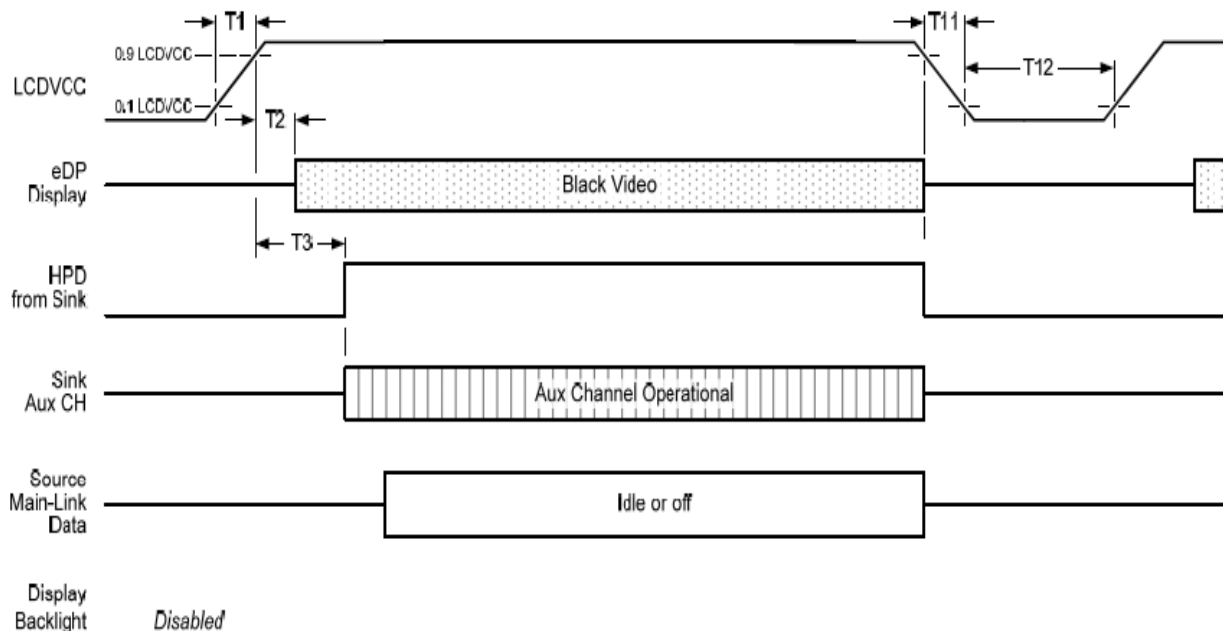 T1
T11
0.9 LCDVCC
LCDVCC
T12
0.1 LCDVCC
T2
eDP
Display
Black Video
T3
HPD
from Sink
Sink
Aux CH
Aux Channel Operational
Source
Main-Link
Data
Idle or off
Display
Backlight
Disabled